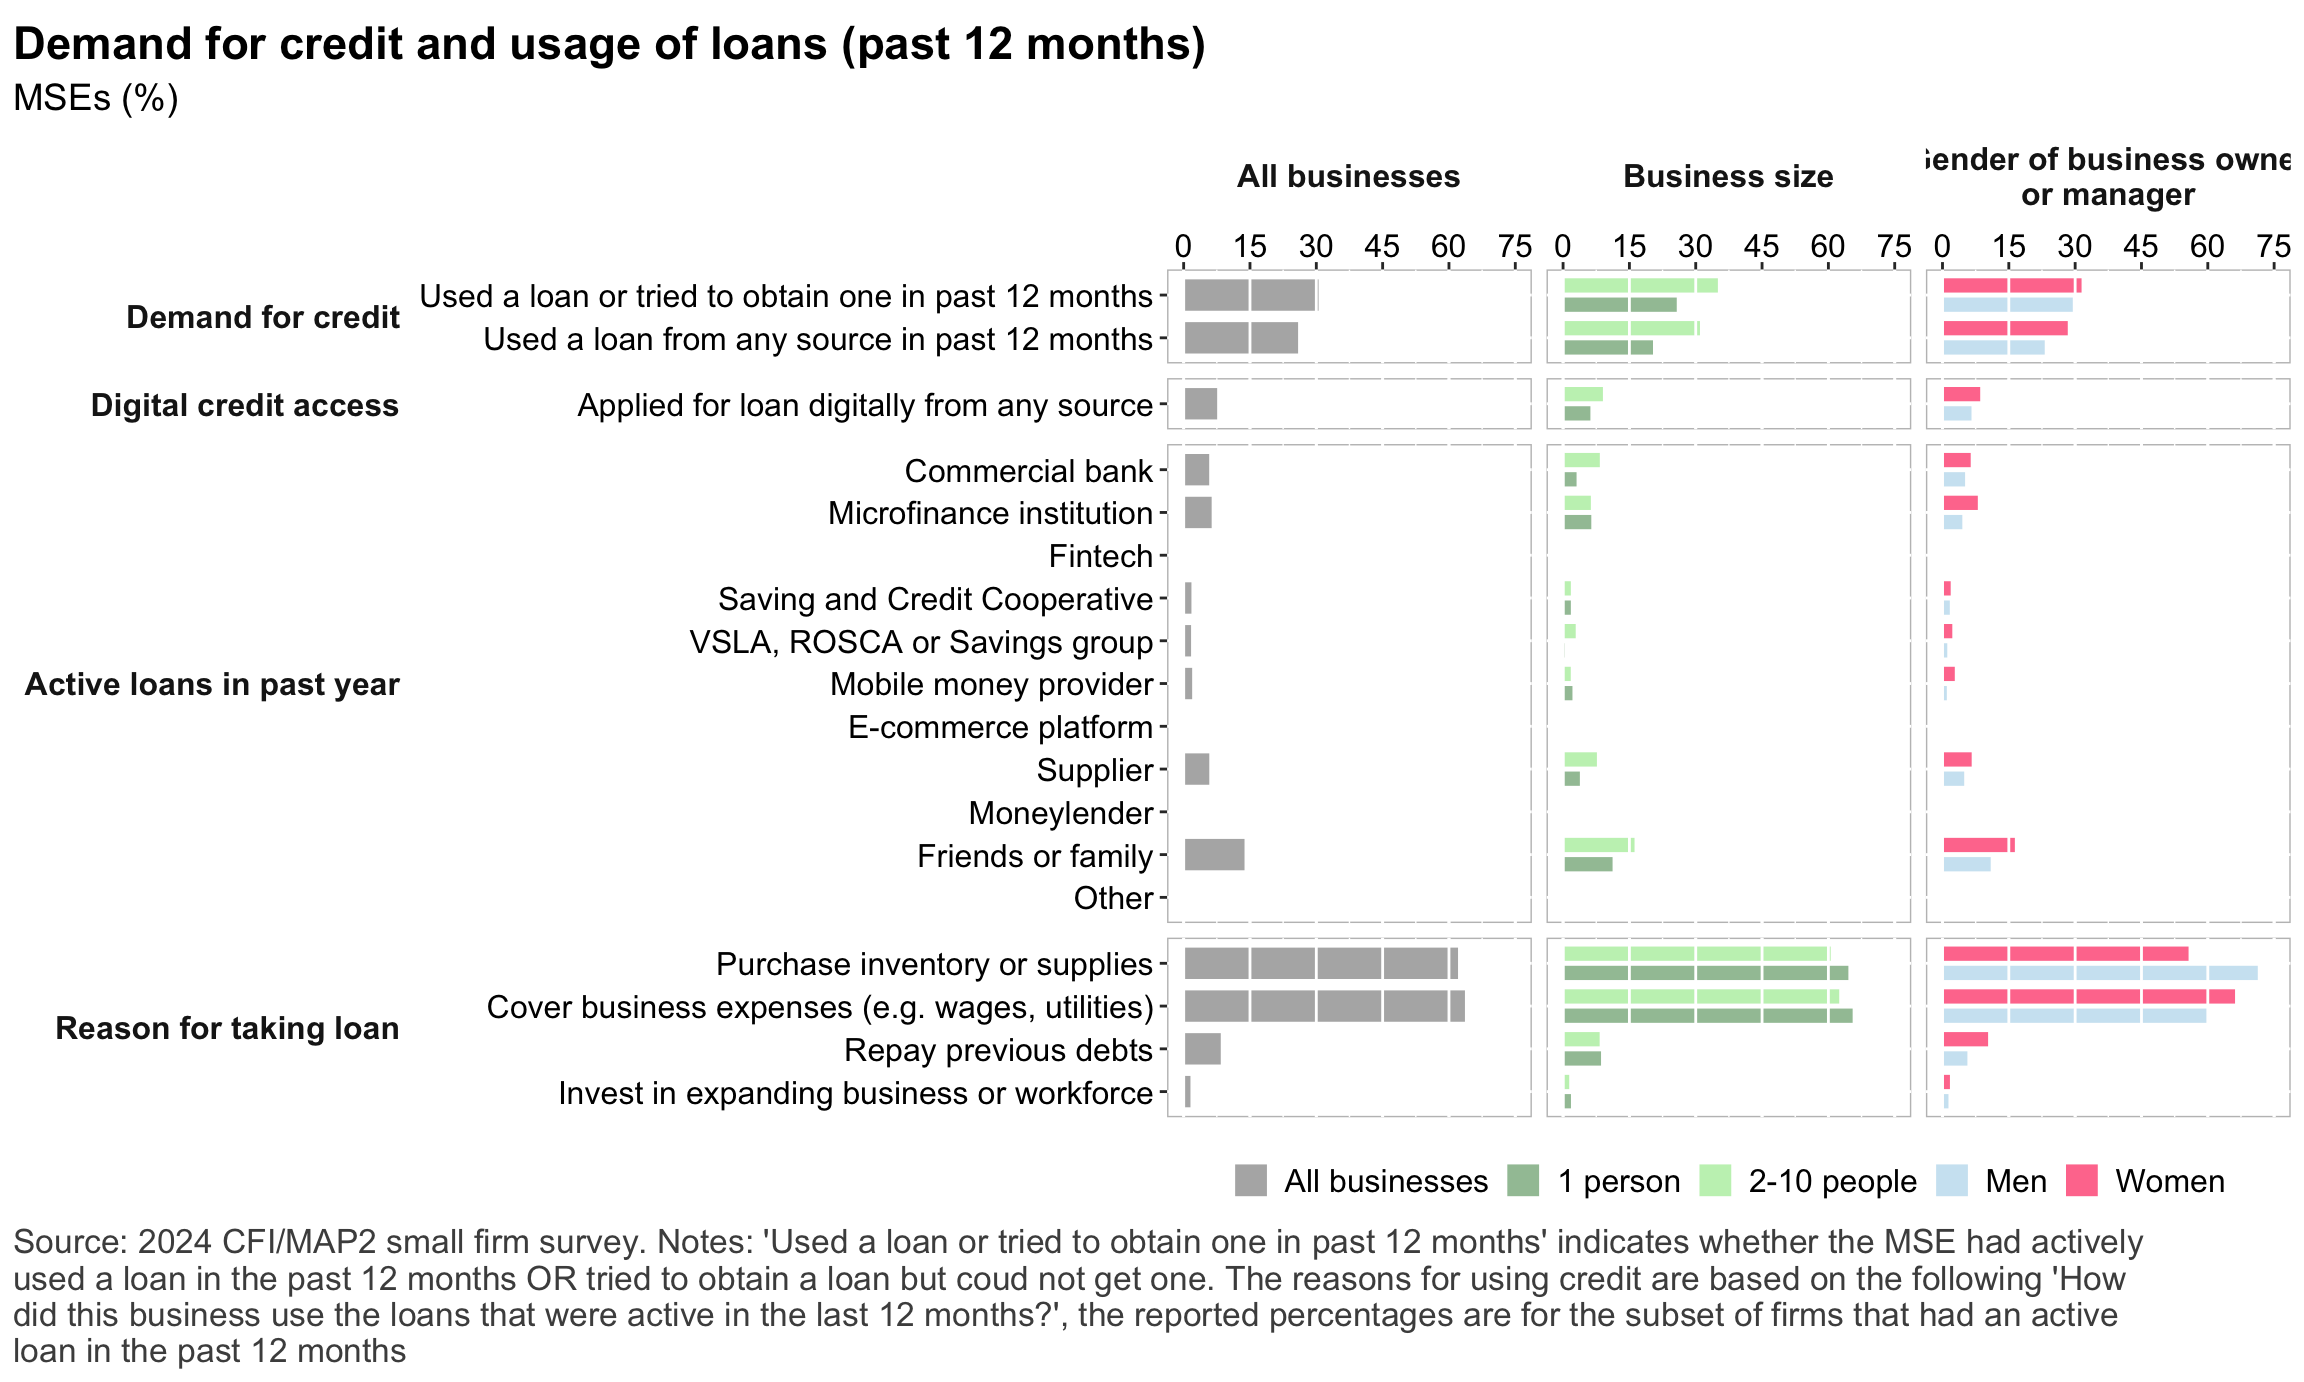 Demand for credit and usage of loans (past 12 months)
MSEs (%)
All businesses
Business size
Gender of business owne
or manager
0 15 30 45 60 75 0 15 30 45 60 75 0 15 30 45 60 75
Demand for credit
Used a loan or tried to obtain one in past 12 months
Used a loan from any source in past 12 months
Digital credit access
Applied for loan digitally from any source
Active loans in past year
Commercial bank
Microfinance institution
Fintech
Saving and Credit Cooperative
VSLA, ROSCA or Savings group
Mobile money provider
E-commerce platform
Supplier
Moneylender
Friends or family
Other
Reason for taking loan
Purchase inventory or supplies
Cover business expenses (e.g. wages, utilities)
Repay previous debts
Invest in expanding business or workforce
All businesses 1 person 2-10 people Men Women
Source: 2024 CFI/MAP2 small firm survey. Notes: 'Used a loan or tried to obtain one in past 12 months' indicates whether the MSE had actively
used a loan in the past 12 months OR tried to obtain a loan but coud not get one. The reasons for using credit are based on the following 'How
did this business use the loans that were active in the last 12 months?', the reported percentages are for the subset of firms that had an active
loan in the past 12 months